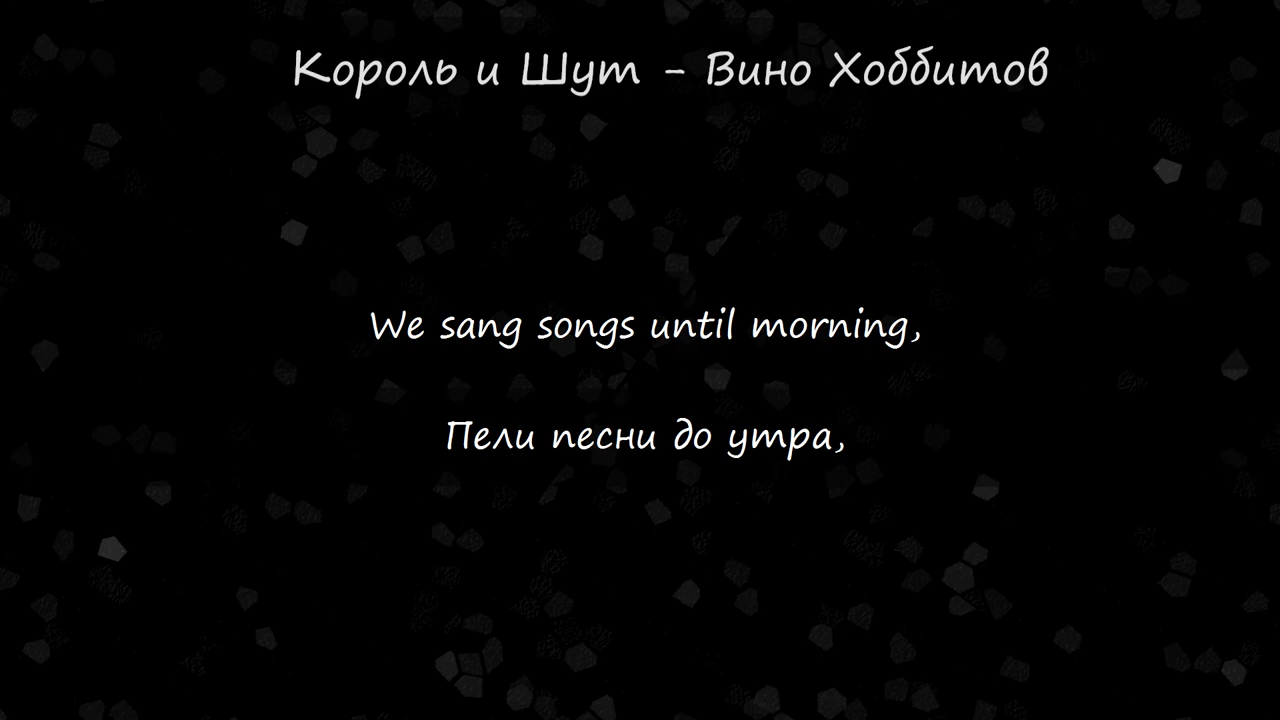 Король и Шут - Вино Хоббитов
We sang songs until morning,
Пели песни до утра,